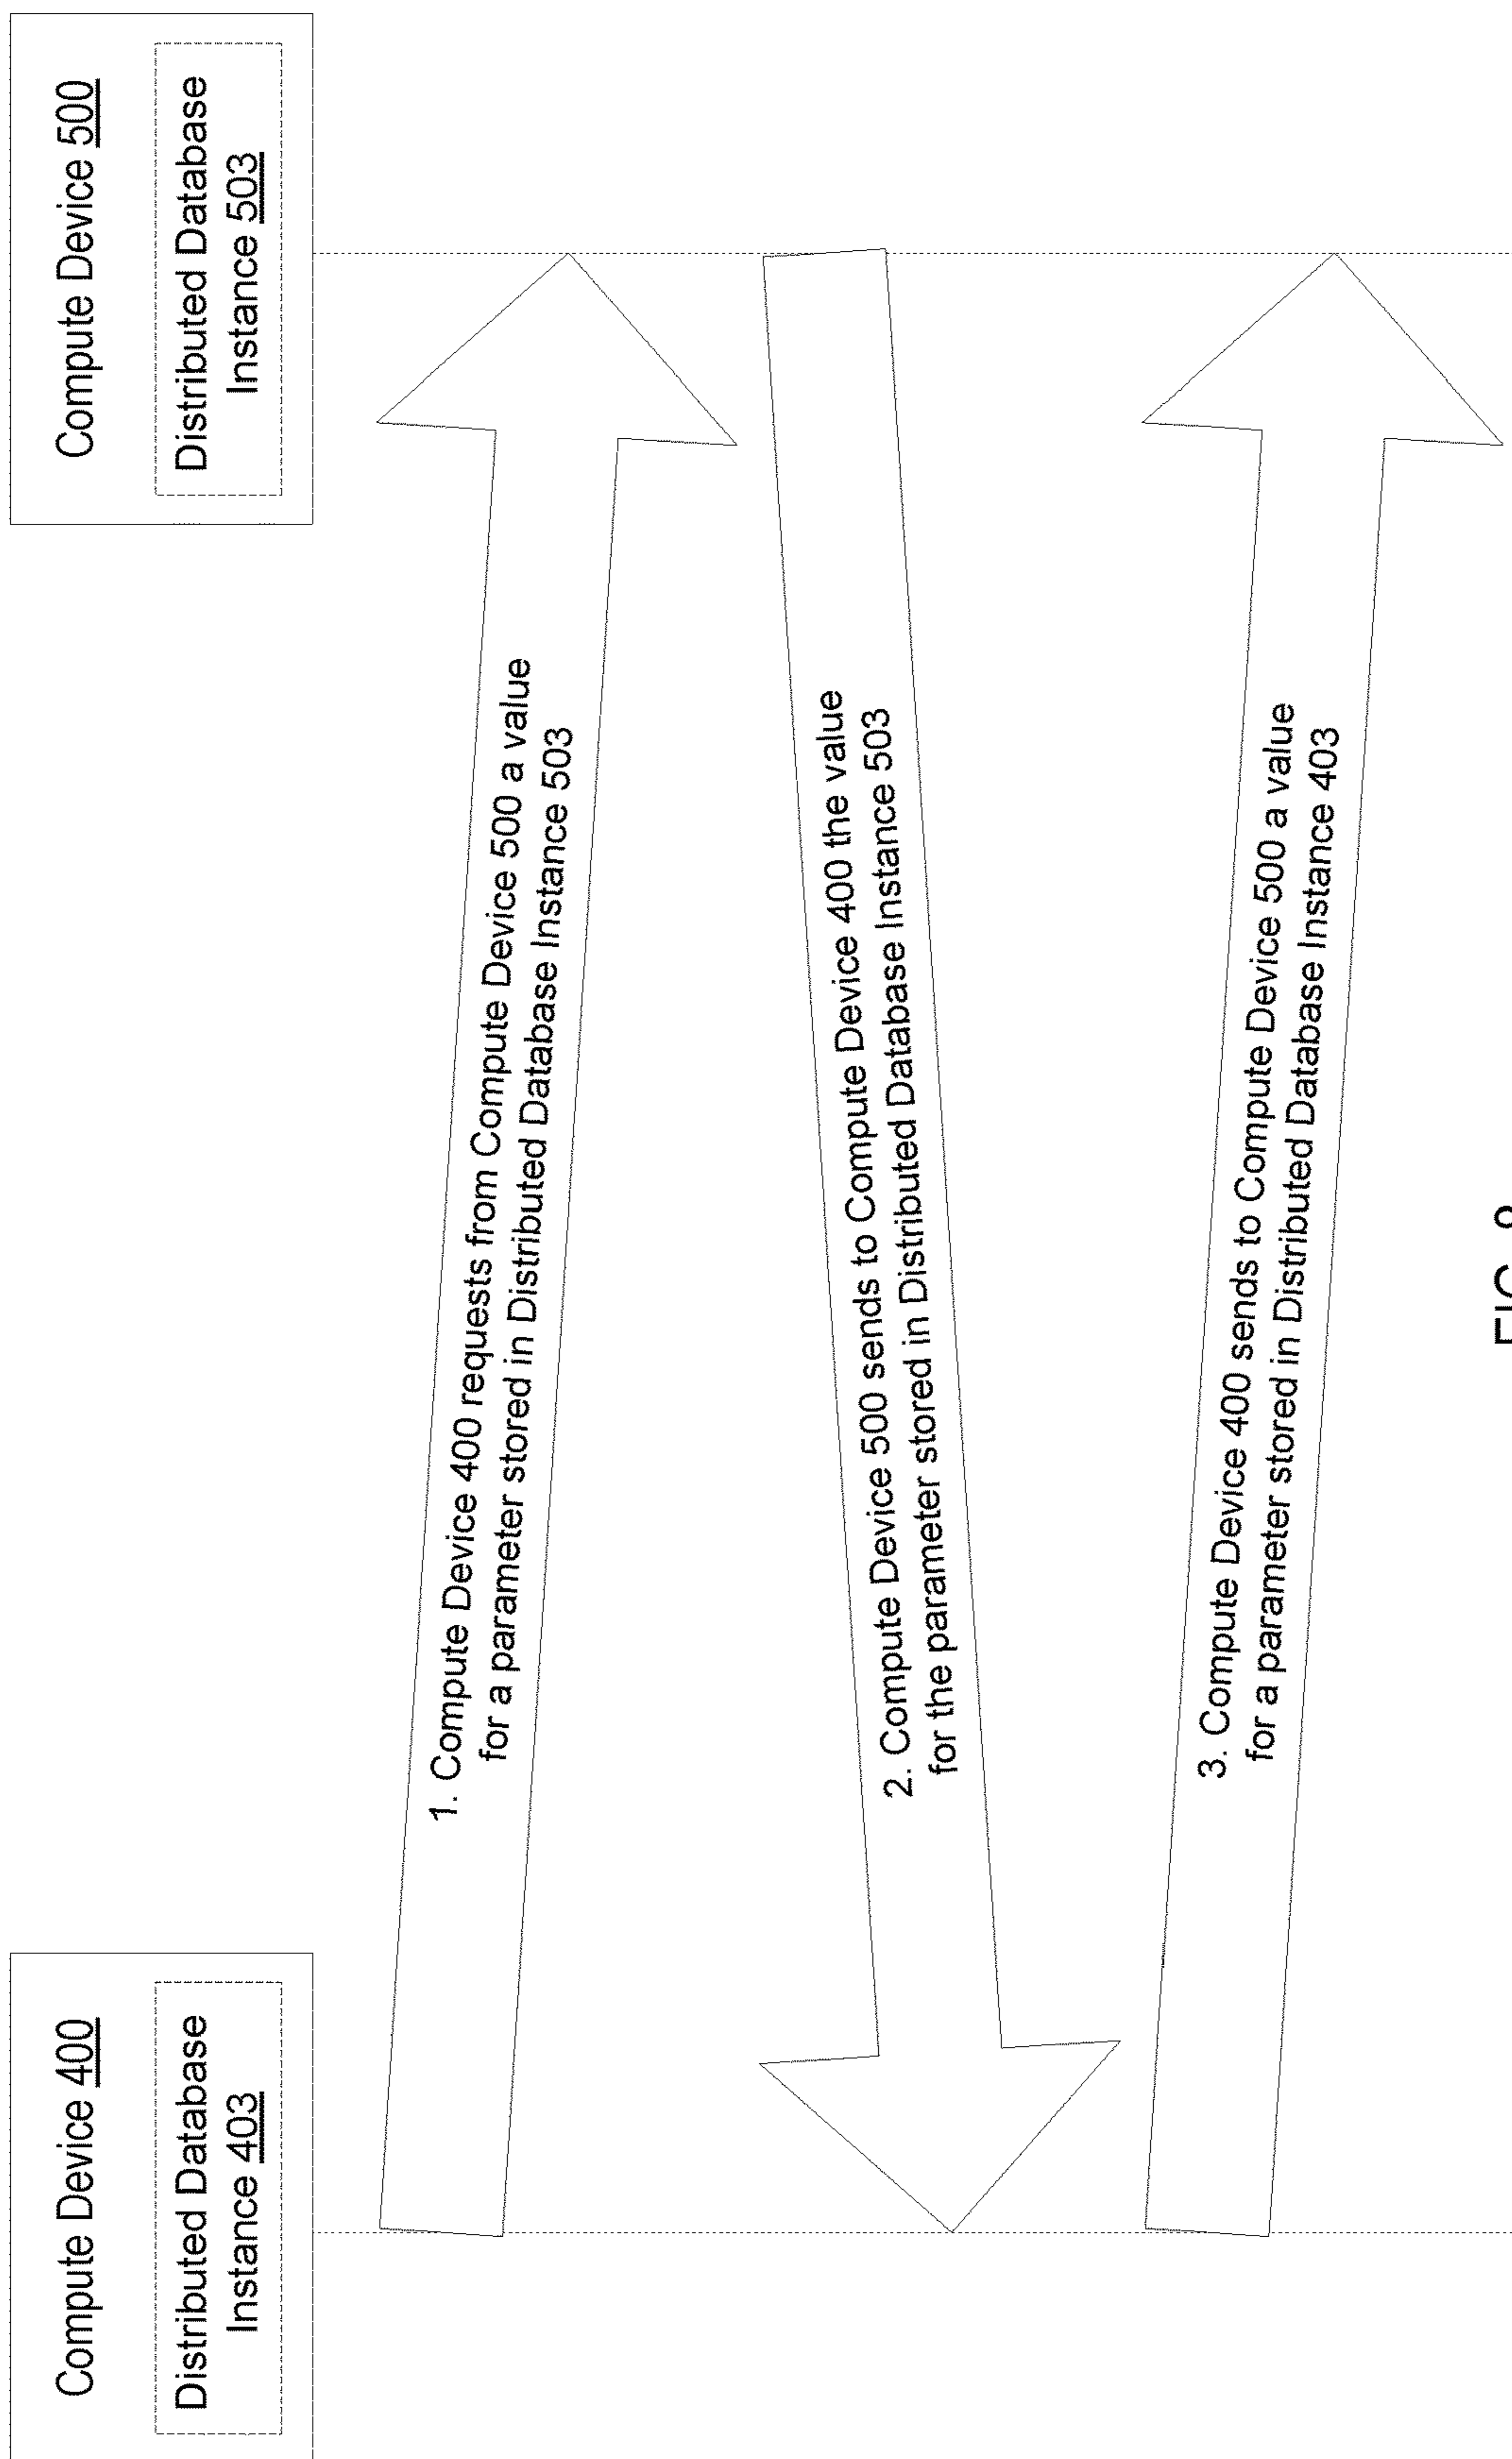 Compute Device 400
Distributed Database
Instance 403
Compute Device 500
Distributed Database
Instance 503
1. Compute Device 400 requests from Compute Device 500 a value
for a parameter stored in Distributed Database Instance 503
2. Compute Device 500 sends to Compute Device 400 the value
for the parameter stored in Distributed Database Instance 503
3. Compute Device 400 sends to Compute Device 500 a value
for a parameter stored in Distributed Database Instance 403
FIG.